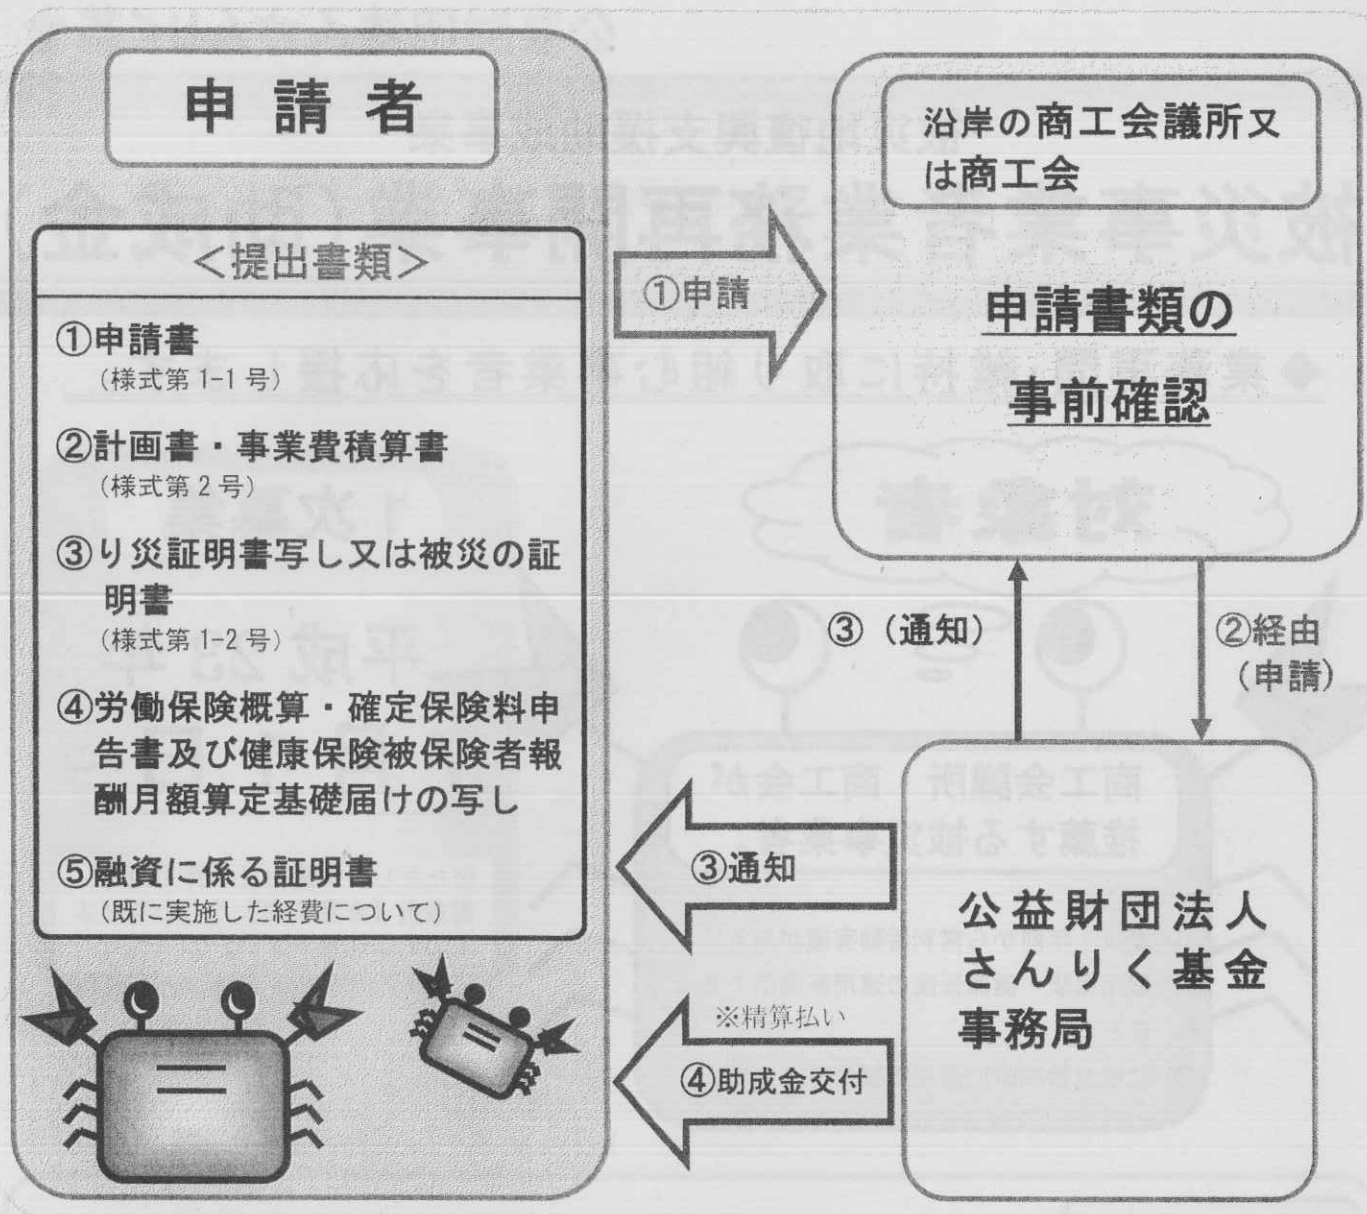 申請者
＜提出書類＞
①申請書
（様式第 1-1 号）
②計画書・事業費積算書
（様式第 2 号）
③り災証明書写し又は被災の証
明書
（様式第 1-2 号）
④労働保険概算・確定保険料申
告書及び健康保険被保険者報
酬月額算定基礎届けの写し
⑤融資に係る証明書
（既に実施した経費について）
①申請
沿岸の商工会議所又
は商工会
申請書類の
事前確認
③（通知）
②経由
（申請）
③通知
※精算払い
④助成金交付
公益財団法人
さんりく基金
事務局